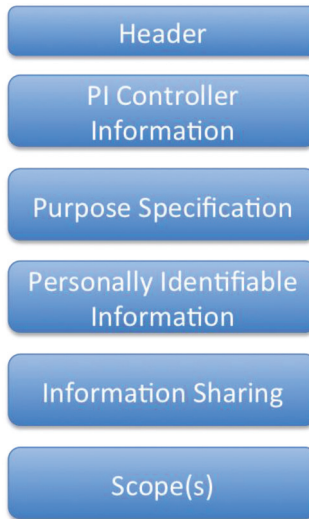 Header
PI Controller
Information
Purpose Specification
Personally Identifiable
Information
Information Sharing
Scope(s)